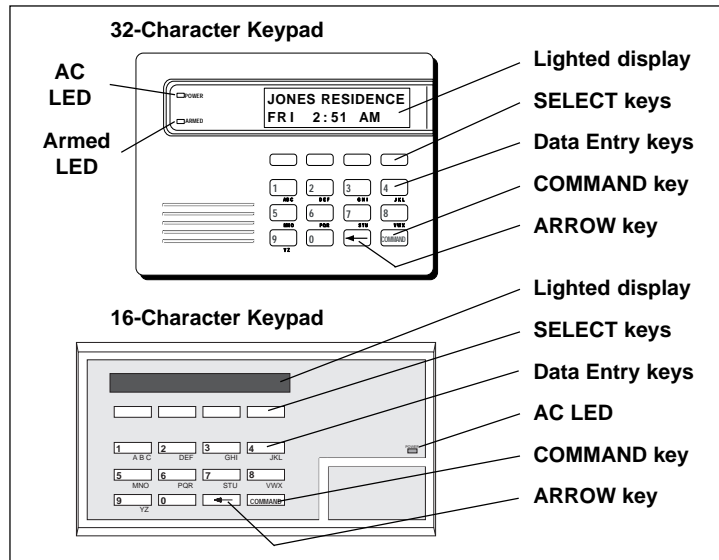 32-Character Keypad
AC
LED
POWER
Armed
LED
ARMED
JONES RESIDENCE
FRI 2:51 AM
Lighted display
SELECT keys
Data Entry keys
COMMAND key
ARROW key
1 2 3 4
ABC DEF GHI JKL
5 6 7 8
MNO PQR STU VWX
9 0 COMMAND
YZ
16-Character Keypad
Lighted display
SELECT keys
Data Entry keys
AC LED
COMMAND key
ARROW key
POWER
1 2 3 4
A B C DEF GHI JKL
5 6 7 8
MNO PQR STU VWX
9 0 COMMAND
YZ